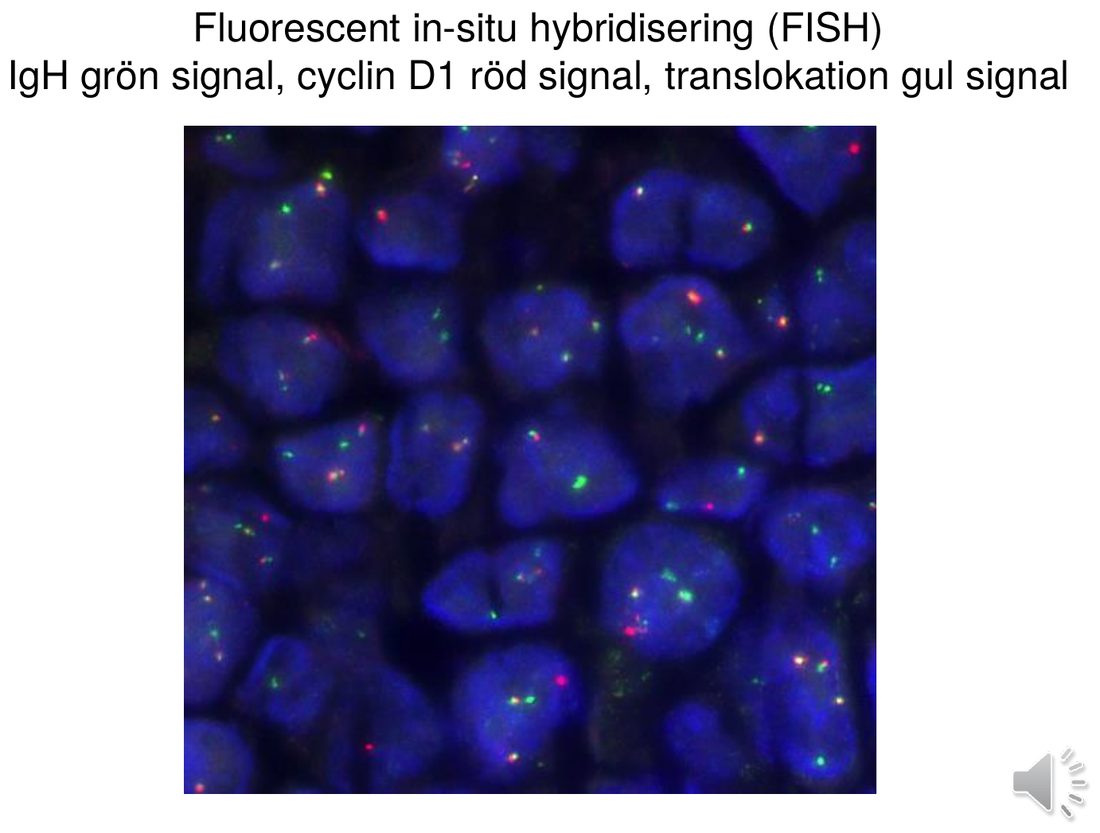 Fluorescent in-situ hybridisering (FISH)
IgH grön signal, cyclin D1 röd signal, translokation gul signal